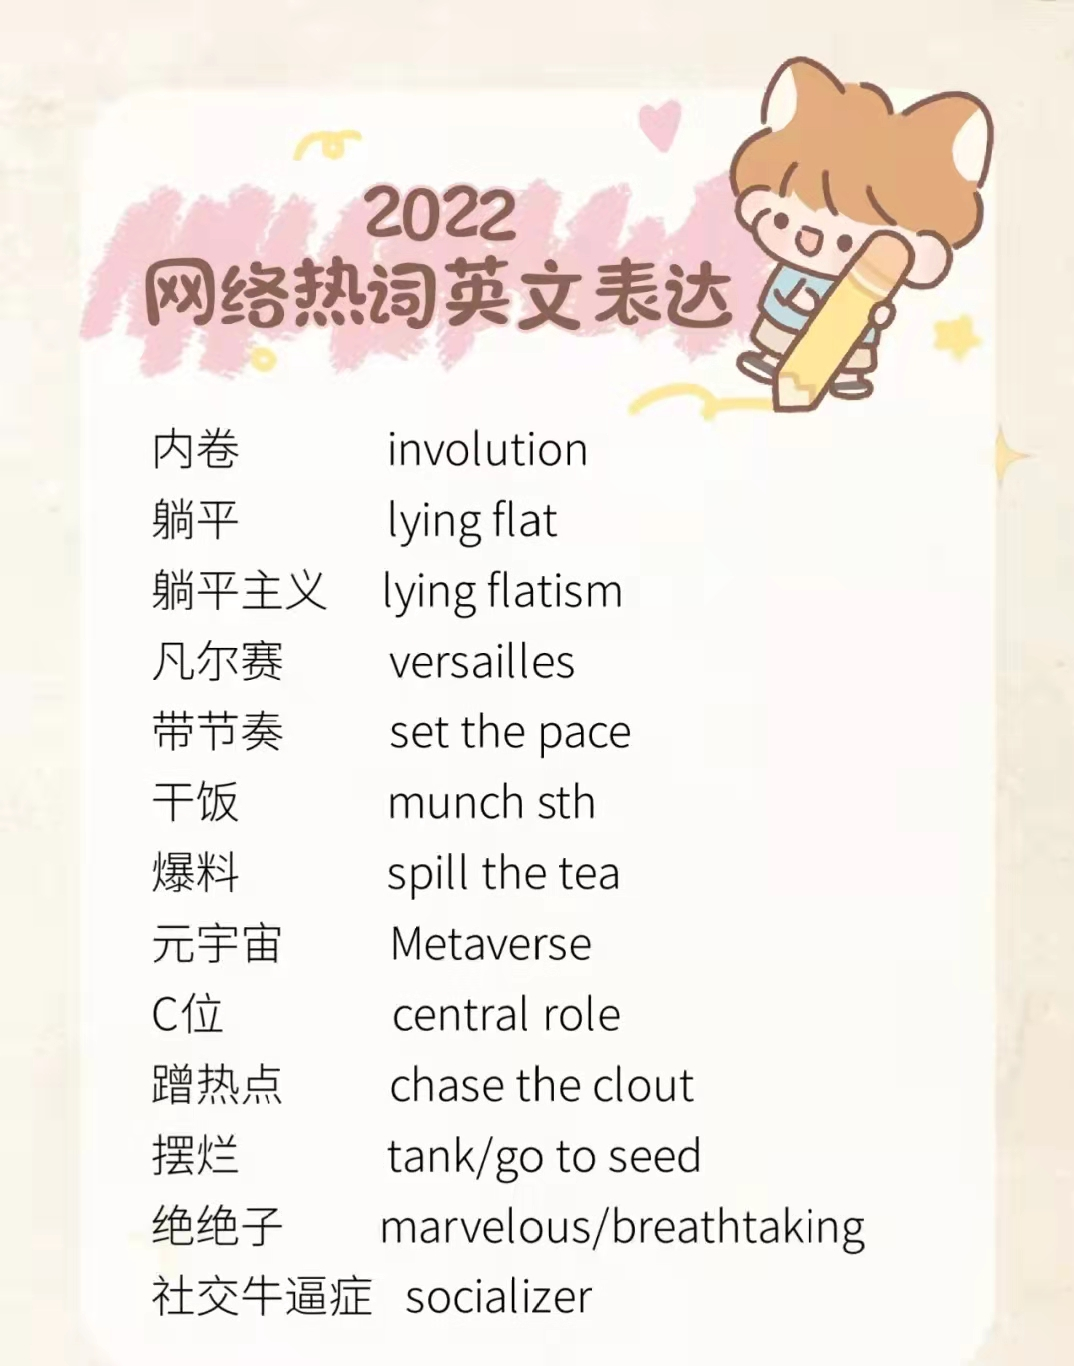 2022
网络热词英文表达
内卷 involution
躺平 lying flat
躺平主义 lying flatism
凡尔赛 versailles
带节奏 set the pace
干饭 munch sth
爆料 spill the tea
元宇宙 Metaverse
C位 central role
蹭热点 chase the clout
摆烂 tank/go to seed
绝绝子 marvelous/breathtaking
社交牛逼症 socializer